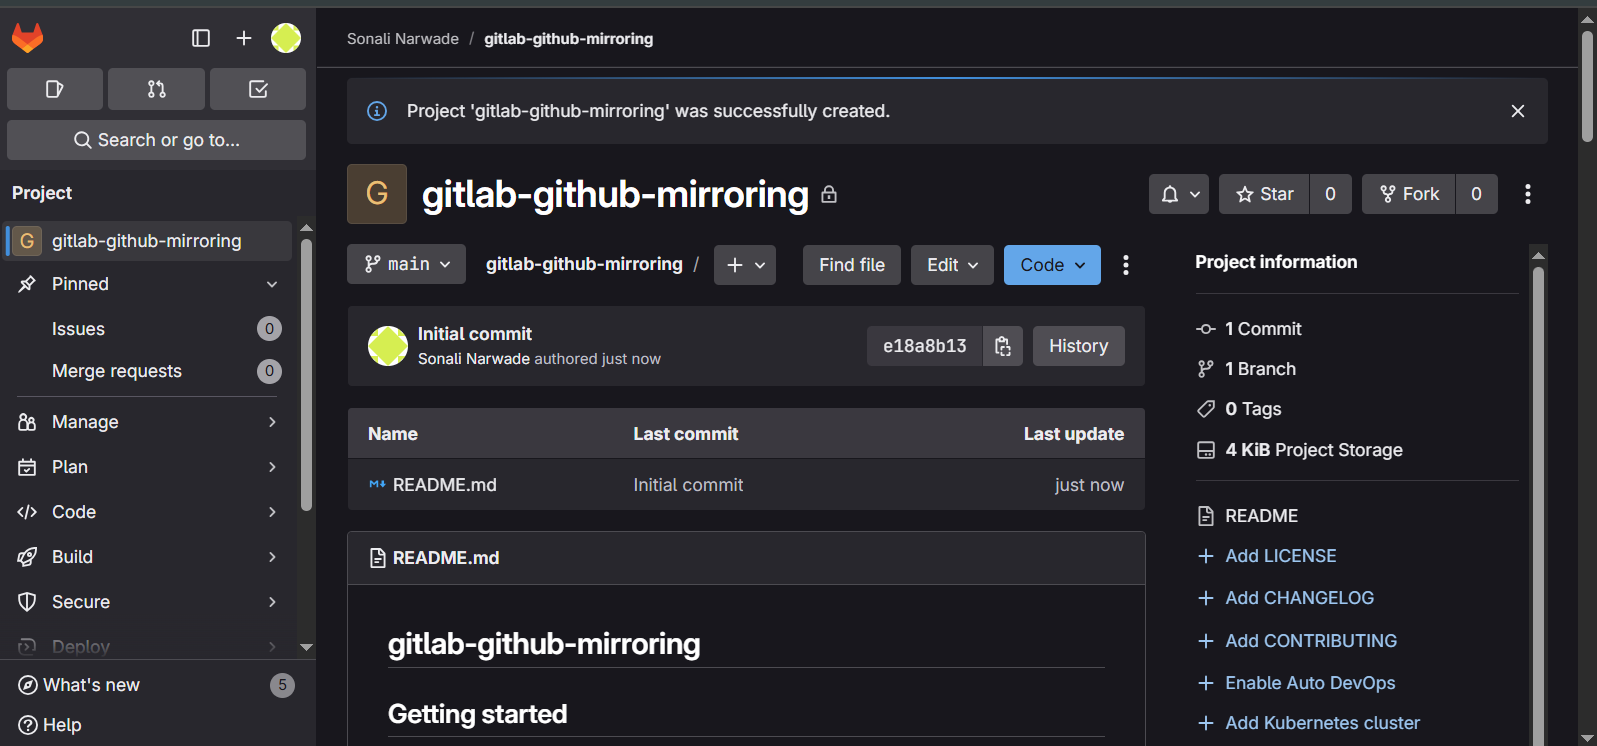 Sonali Narwade / gitlab-github-mirroring
Project 'gitlab-github-mirroring' was successfully created.
Search or go to...
Project
G gitlab-github-mirroring
Pinned
Issues 0
Merge requests 0
Manage
Plan
Code
Build
Secure
Deploy
What's new 5
Help
G gitlab-github-mirroring
Star 0
Fork 0
main
gitlab-github-mirroring /
Find file
Edit
Code
Initial commit
Sonali Narwade authored just now
e18a8b13
History
Name Last commit Last update
README.md Initial commit just now
README.md
gitlab-github-mirroring
Getting started
Project information
1 Commit
1 Branch
0 Tags
4 KiB Project Storage
README
Add LICENSE
Add CHANGELOG
Add CONTRIBUTING
Enable Auto DevOps
Add Kubernetes cluster